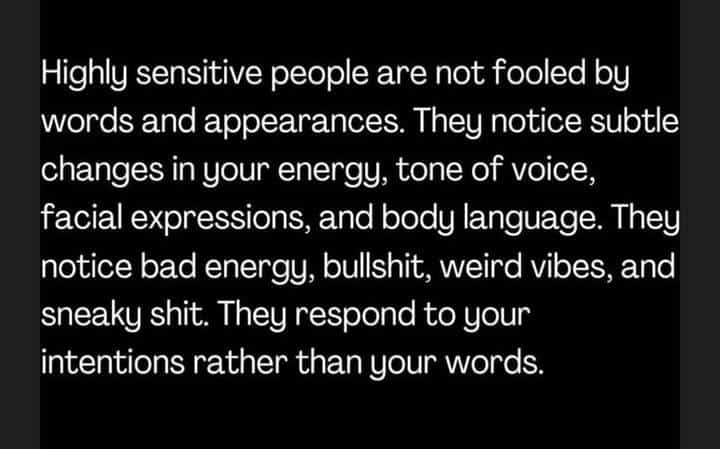 Highly sensitive people are not fooled by
words and appearances. They notice subtle
changes in your energy, tone of voice,
facial expressions, and body language. They
notice bad energy, bullshit, weird vibes, and
sneaky shit. They respond to your
intentions rather than your words.